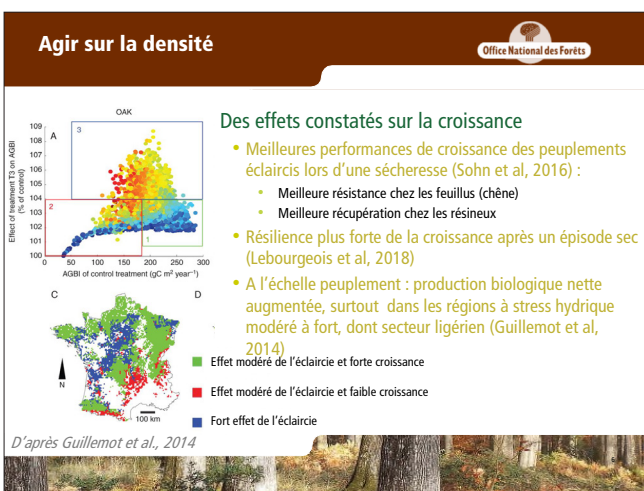 Agir sur la densité
Office National des Forêts
OAK
A
3
2
1
109
108
107
106
105
104
103
102
101
100
Effect of treatment T3 on AGBI
(% of control)
0 50 100 150 200 250 300
AGBI of control treatment (gC m² year⁻¹)
C
D
N
100 km
Des effets constatés sur la croissance
• Meilleures performances de croissance des peuplements
éclaircis lors d'une sécheresse (Sohn et al, 2016) :
• Meilleure résistance chez les feuillus (chêne)
• Meilleure récupération chez les résineux
• Résilience plus forte de la croissance après un épisode sec
(Lebourgeois et al, 2018)
• A l'échelle peuplement : production biologique nette
augmentée, surtout dans les régions à stress hydrique
modéré à fort, dont secteur ligérien (Guillemot et al,
2014)
Effet modéré de l'éclaircie et forte croissance
Effet modéré de l'éclaircie et faible croissance
Fort effet de l'éclaircie
D'après Guillemot et al., 2014